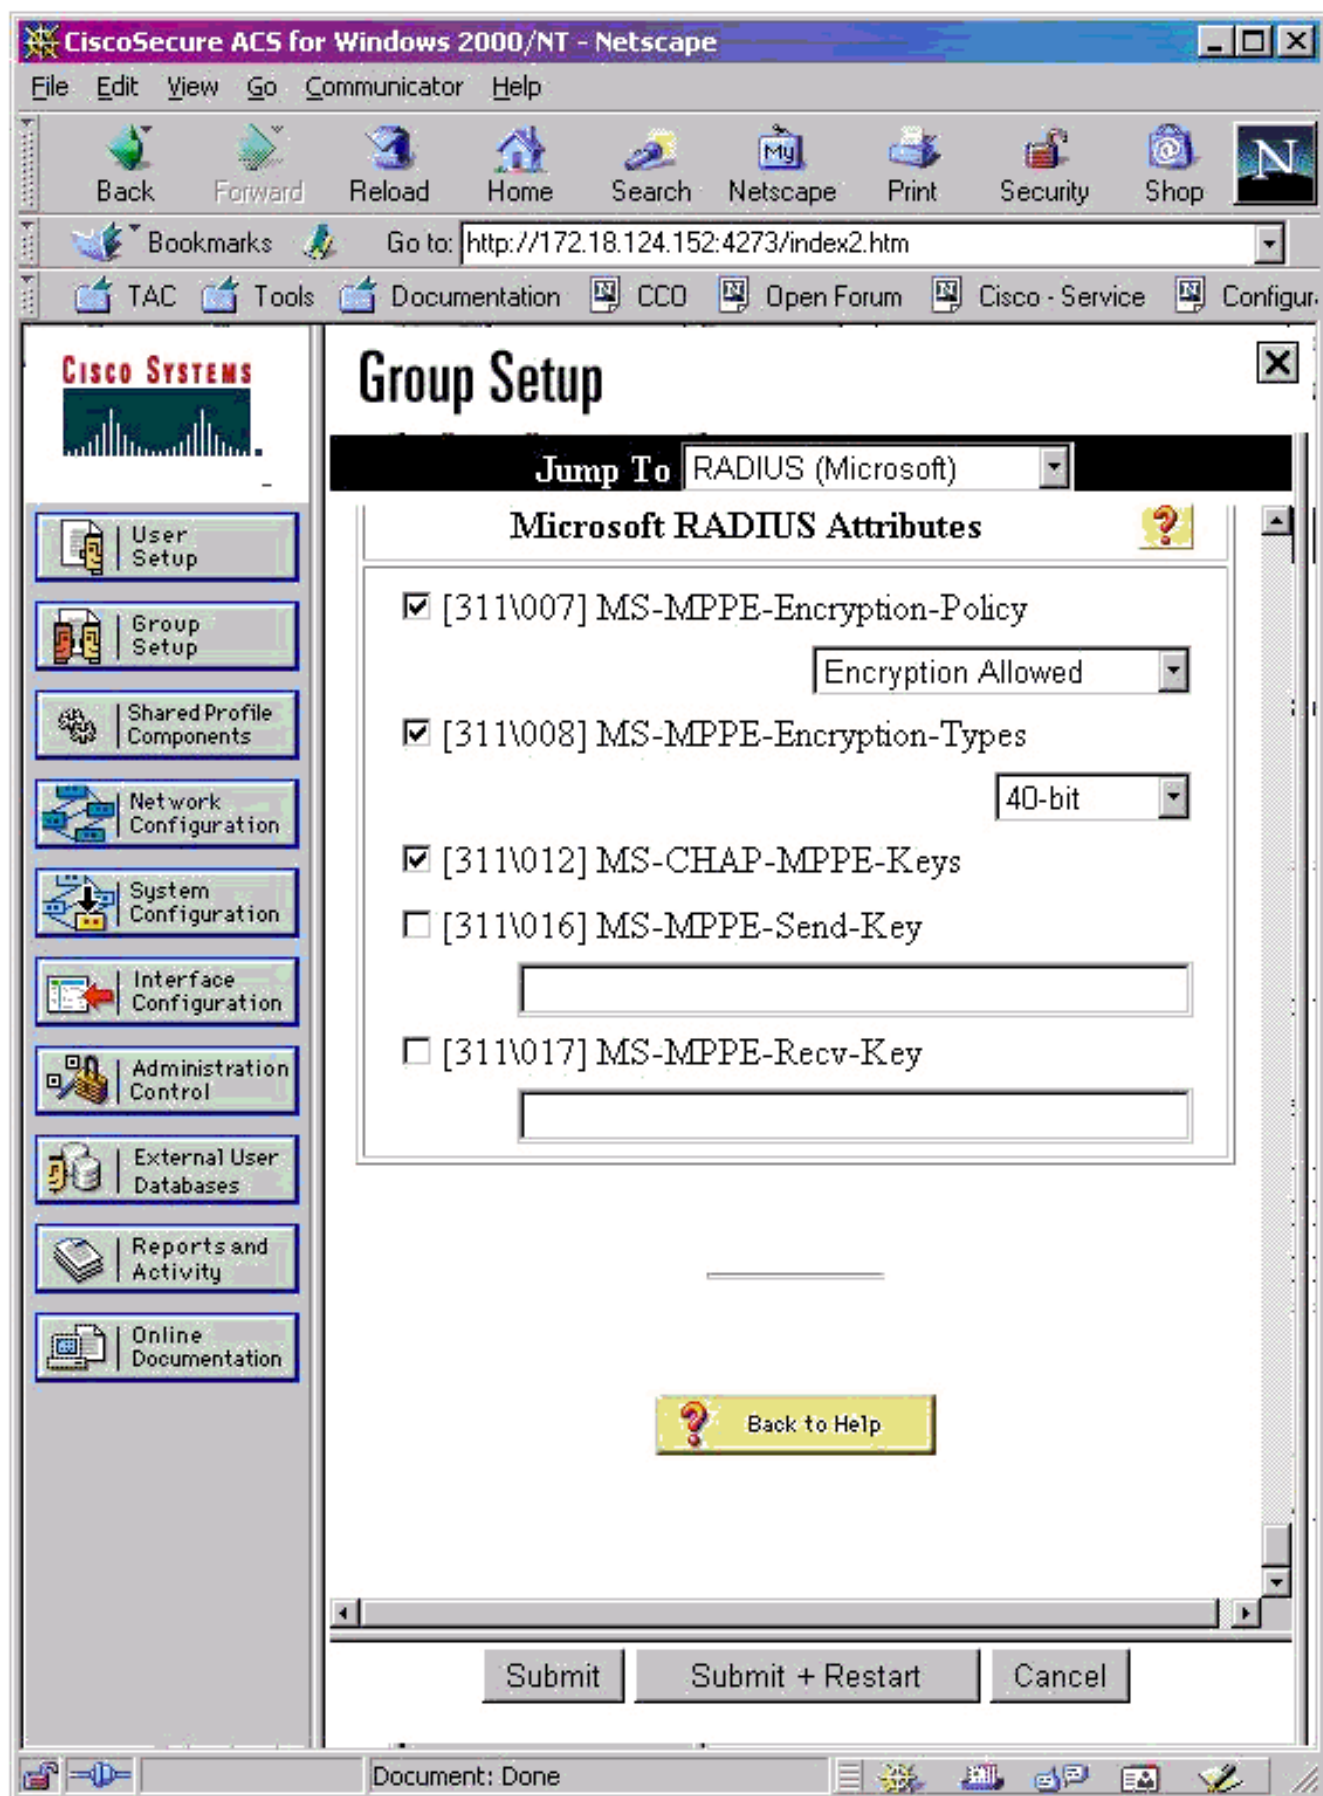 CiscoSecure ACS for Windows 2000/NT - Netscape
File Edit View Go Communicator Help
Back Forward Reload Home Search Netscape Print Security Shop
My
N
Bookmarks Go to: http://172.18.124.152:4273/index2.htm
TAC Tools Documentation CCO Open Forum Cisco - Service Configur
CISCO SYSTEMS
Group Setup
Jump To RADIUS (Microsoft)
User
Setup
Group
Setup
Shared Profile
Components
Network
Configuration
System
Configuration
Interface
Configuration
Administration
Control
External User
Databases
Reports and
Activity
Online
Documentation
Microsoft RADIUS Attributes
[311\007] MS-MPPE-Encryption-Policy
Encryption Allowed
[311\008] MS-MPPE-Encryption-Types
40-bit
[311\012] MS-CHAP-MPPE-Keys
[311\016] MS-MPPE-Send-Key
[311\017] MS-MPPE-Recv-Key
Back to Help
Submit Submit + Restart Cancel
Document: Done